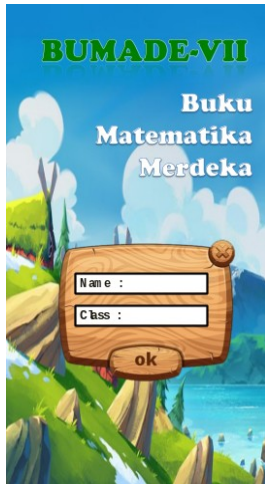 BUMADE-VII
Buku
Matematika
Merdeka
Name :
Class :
ok